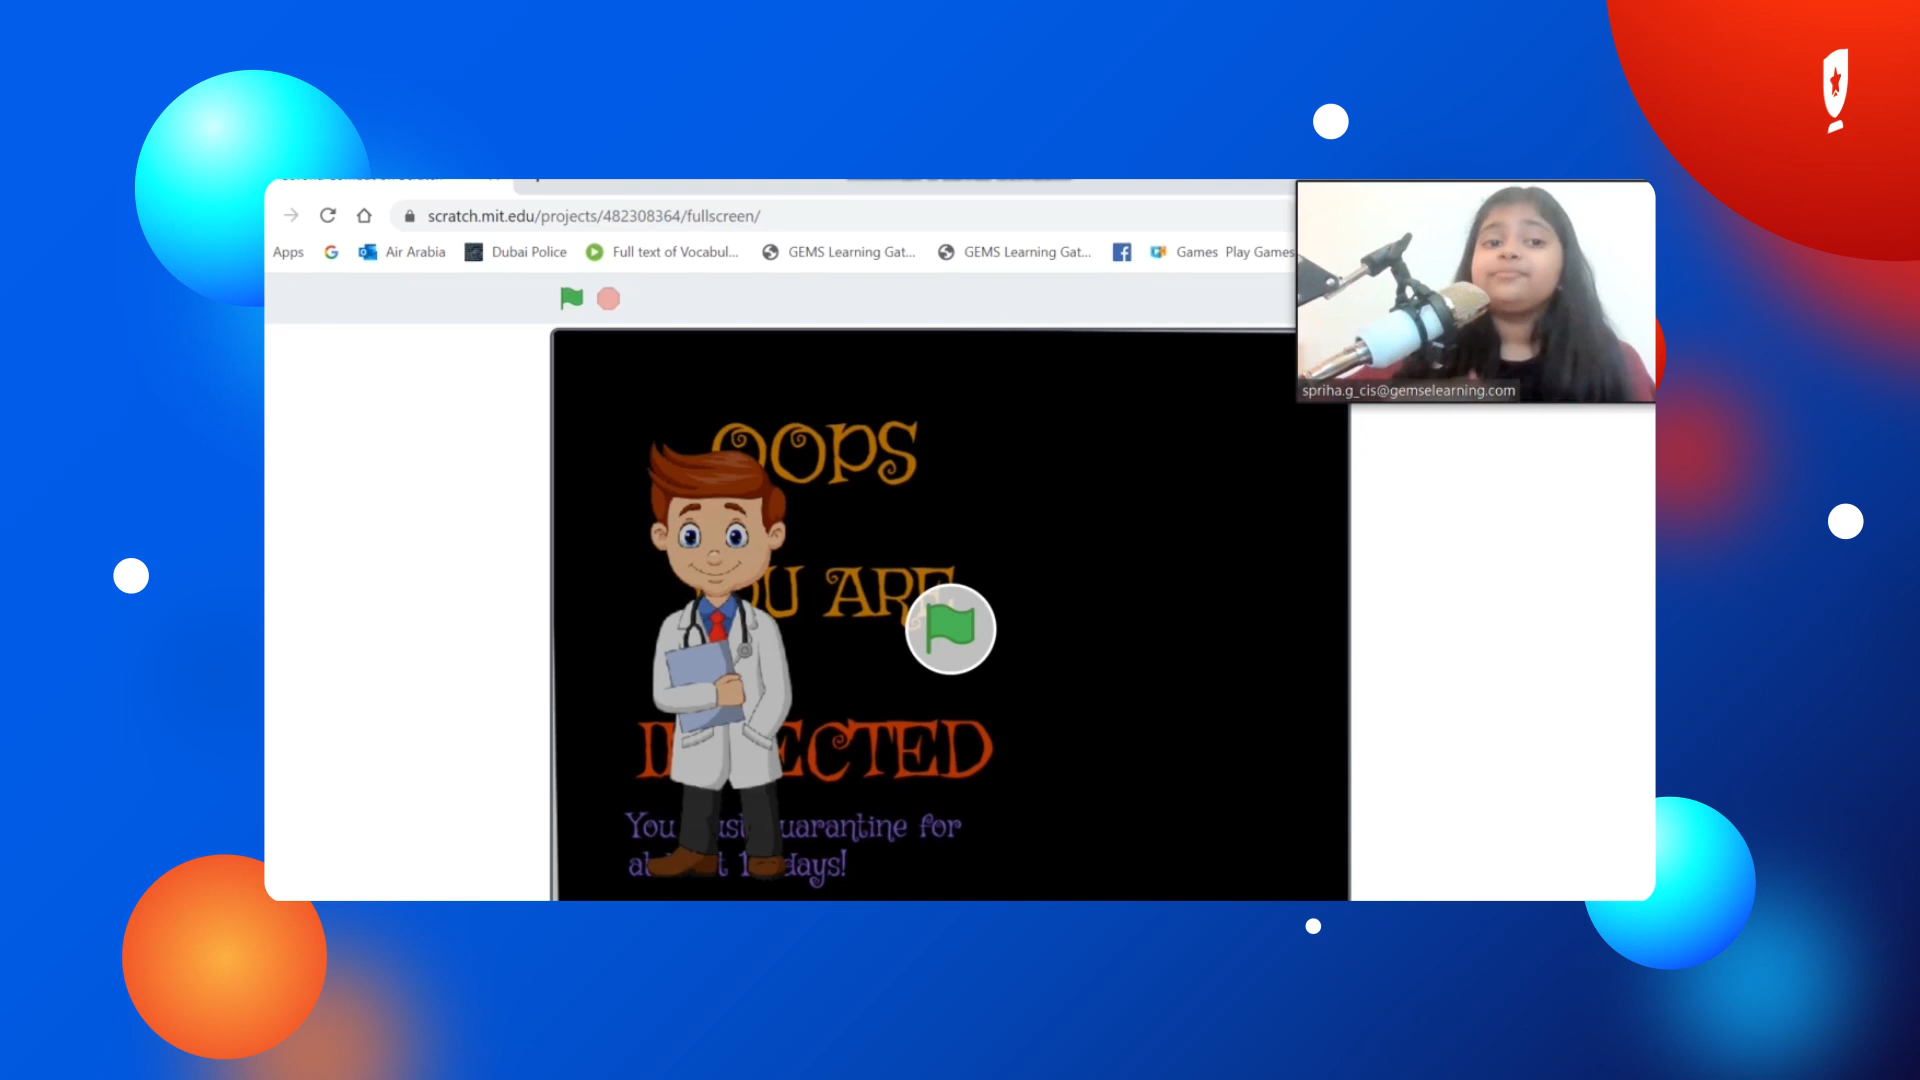 scratch.mit.edu/projects/482308364/fullscreen/
Apps Air Arabia Dubai Police Full text of Vocabul... GEMS Learning Gat... GEMS Learning Gat... Games Play Games
spriha.g_cis@gemselearning.com
OOPS
ARE
You uarantine for
days!